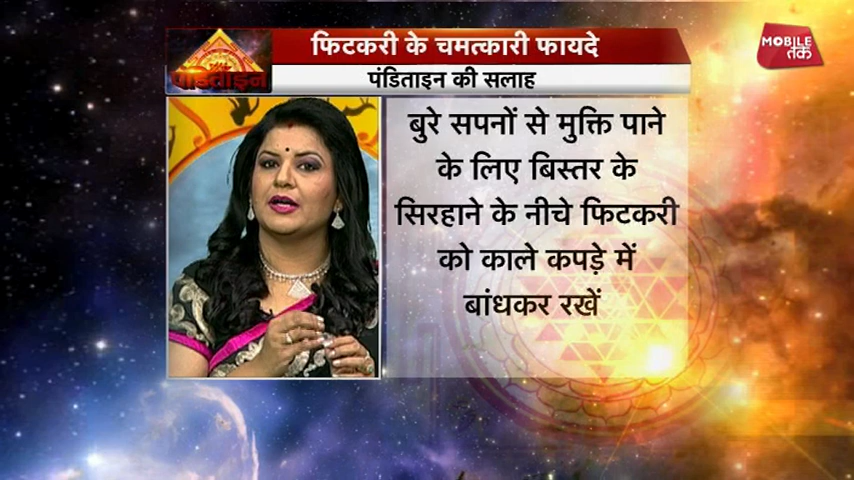 फिटकरी के चमत्कारी फायदे
MOBILE
तक
पंडिताइन
पंडिताइन की सलाह
बुरे सपनों से मुक्ति पाने
के लिए बिस्तर के
सिरहाने के नीचे फिटकरी
को काले कपड़े में
बांधकर रखें